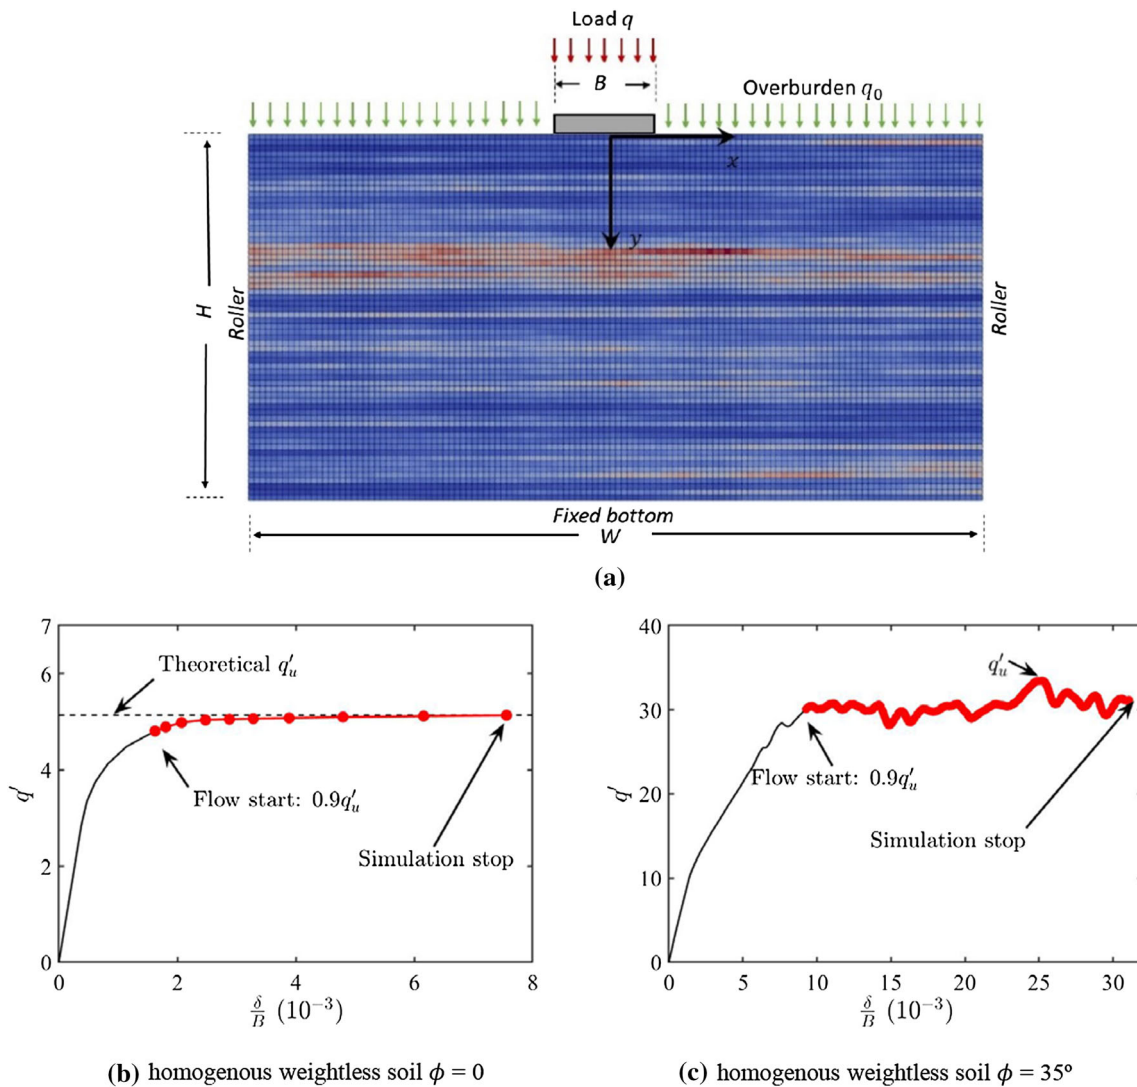 Load q
B
Overburden q₀
x
y
H
Roller
Roller
Fixed bottom
W
(a)
7
6
4
2
0
0 2 4 6 8
q′
δ/B (10⁻³)
Theoretical q′ᵤ
Flow start: 0.9q′ᵤ
Simulation stop
40
30
20
10
0
0 5 10 15 20 25 30
q′
δ/B (10⁻³)
q′ᵤ
Flow start: 0.9q′ᵤ
Simulation stop
(b) homogenous weightless soil ϕ = 0
(c) homogenous weightless soil ϕ = 35º